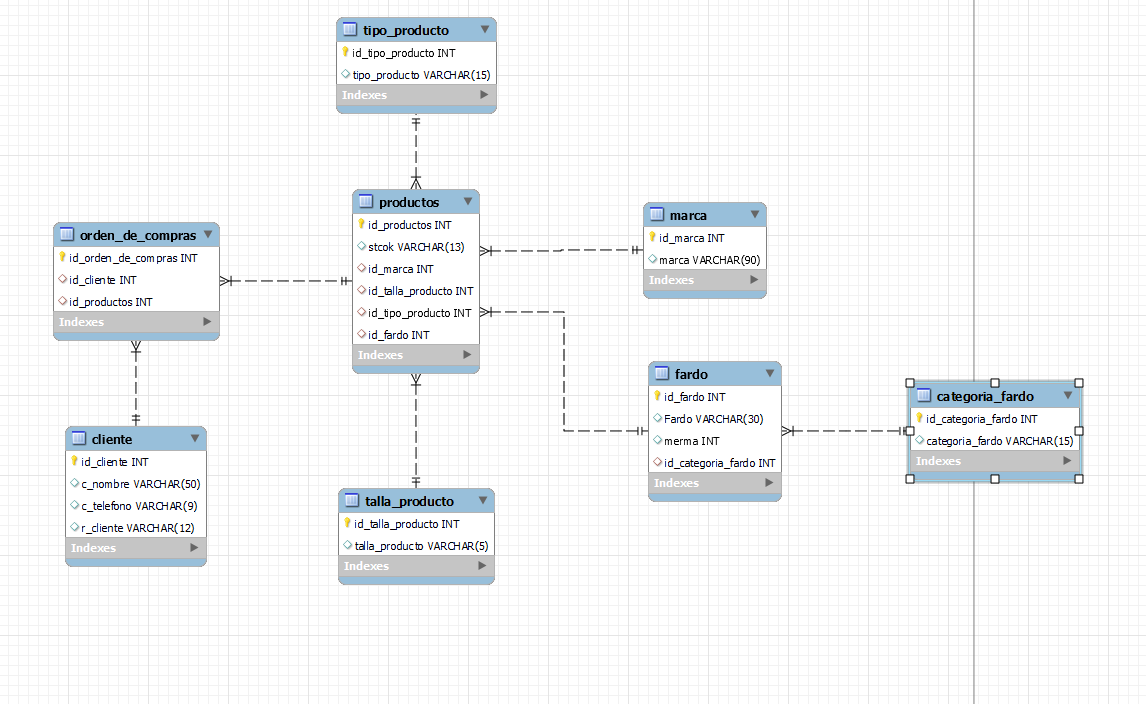 tipo_producto
id_tipo_producto INT
tipo_producto VARCHAR(15)
Indexes
productos
id_productos INT
stcok VARCHAR(13)
id_marca INT
id_talla_producto INT
id_tipo_producto INT
id_fardo INT
Indexes
marca
id_marca INT
marca VARCHAR(90)
Indexes
orden_de_compras
id_orden_de_compras INT
id_cliente INT
id_productos INT
Indexes
fardo
id_fardo INT
Fardo VARCHAR(30)
merma INT
id_categoria_fardo INT
Indexes
categoria_fardo
id_categoria_fardo INT
categoria_fardo VARCHAR(15)
Indexes
cliente
id_cliente INT
c_nombre VARCHAR(50)
c_telefono VARCHAR(9)
r_cliente VARCHAR(12)
Indexes
talla_producto
id_talla_producto INT
talla_producto VARCHAR(5)
Indexes